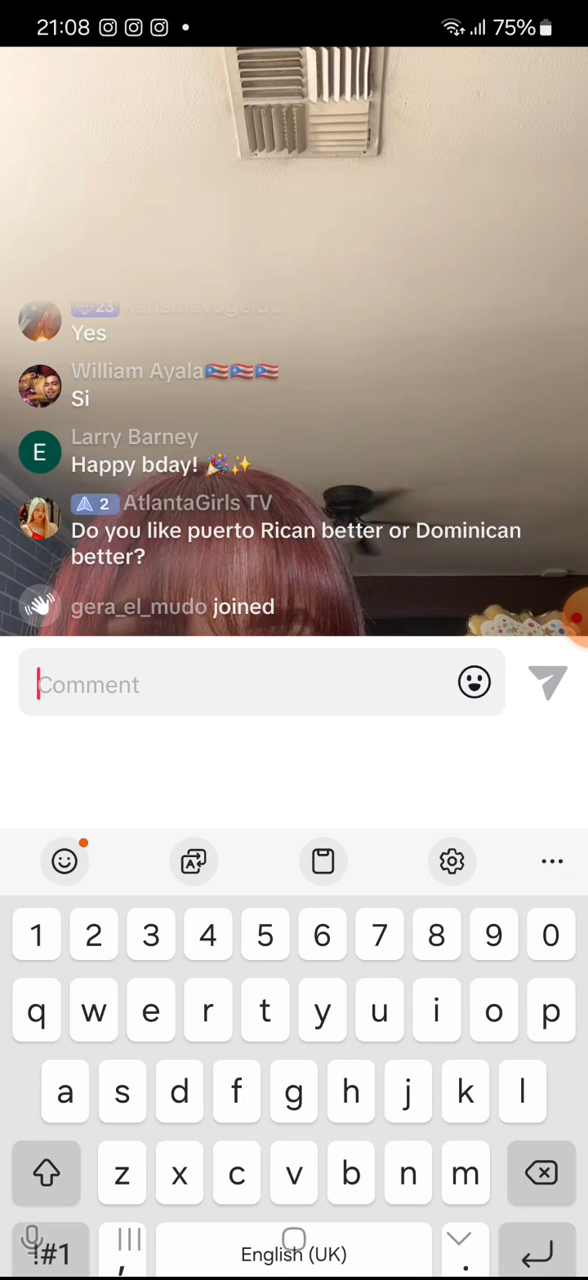 21:08
75%
23
Yes
William Ayala🇵🇷🇵🇷🇵🇷
Si
E
Larry Barney
Happy bday! 🎉✨
2 AtlantaGirls TV
Do you like puerto Rican better or Dominican
better?
gera_el_mudo joined
Comment
1 2 3 4 5 6 7 8 9 0
q w e r t y u i o p
a s d f g h j k l
z x c v b n m
!#1 , English (UK) .